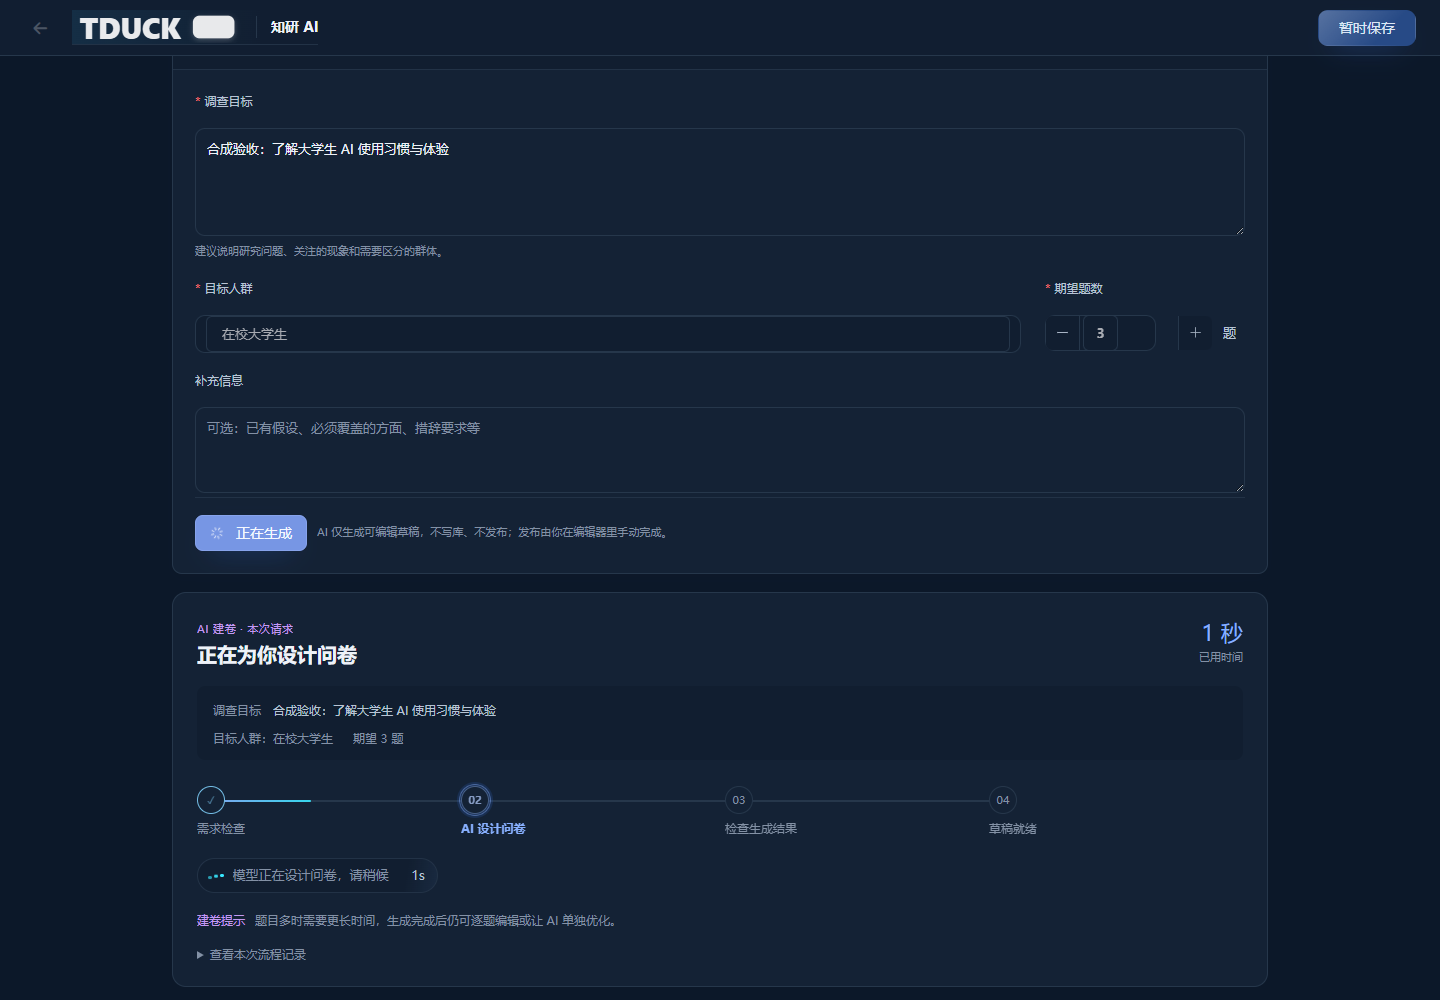 TDUCK
知研 AI
暂时保存
* 调查目标
合成验收：了解大学生 AI 使用习惯与体验
建议说明研究问题、关注的现象和需要区分的群体。
* 目标人群
* 期望题数
在校大学生
3
题
补充信息
可选：已有假设、必须覆盖的方面、措辞要求等
正在生成
AI 仅生成可编辑草稿，不写库、不发布；发布由你在编辑器里手动完成。
AI 建卷 · 本次请求
正在为你设计问卷
1 秒
已用时间
调查目标 合成验收：了解大学生 AI 使用习惯与体验
目标人群：在校大学生 期望 3 题
02
03
04
需求检查
AI 设计问卷
检查生成结果
草稿就绪
模型正在设计问卷，请稍候 1s
建卷提示 题目多时需要更长时间，生成完成后仍可逐题编辑或让 AI 单独优化。
查看本次流程记录